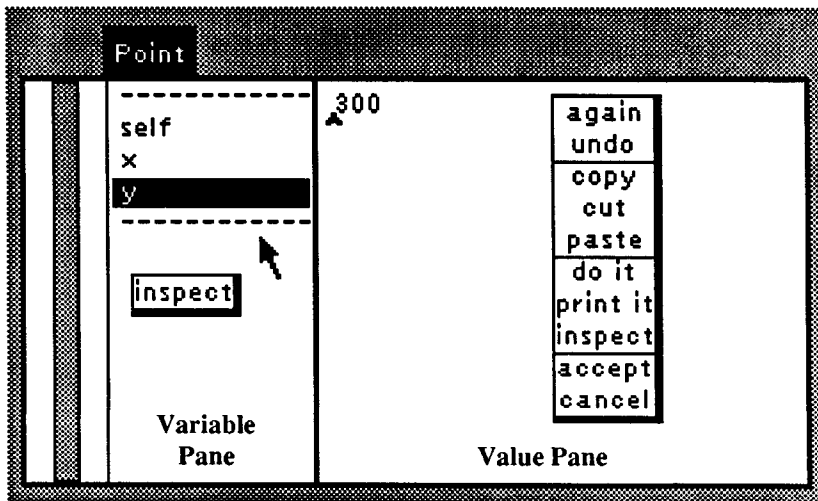 Point
self
x
y
inspect
Variable
Pane
300
again
undo
copy
cut
paste
do it
print it
inspect
accept
cancel
Value Pane